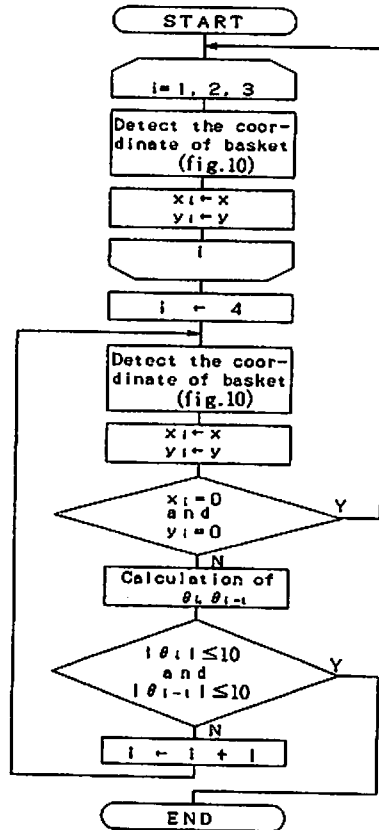 START
i=1, 2, 3
Detect the coor-
dinate of basket
(fig.10)
xi←x
yi←y
i
i ← 4
Detect the coor-
dinate of basket
(fig.10)
xi←x
yi←y
xi=0
and
yi=0
Y
N
Calculation of
θi, θi-1
|θi|≤10
and
|θi-1|≤10
Y
N
i ← i + 1
END